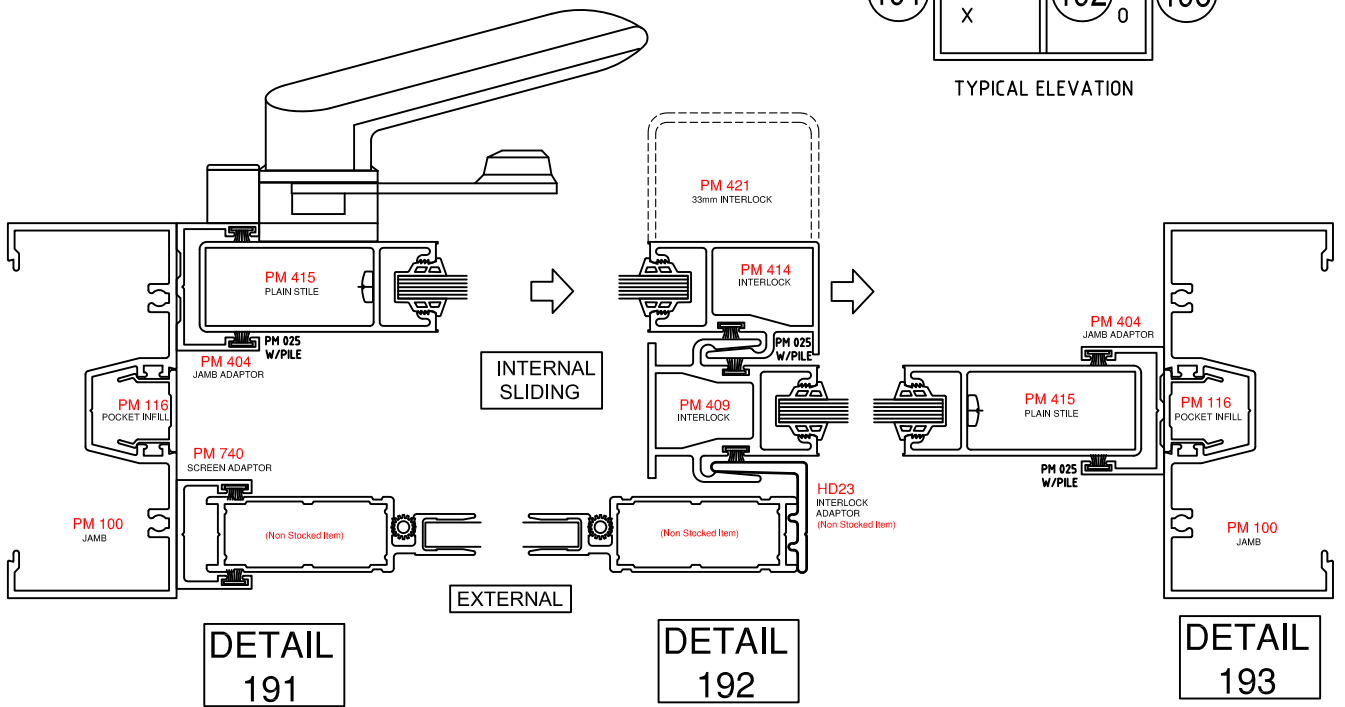 X
O
TYPICAL ELEVATION
PM 421
33mm INTERLOCK
PM 415
PLAIN STILE
PM 414
INTERLOCK
PM 025
W/PILE
PM 404
JAMB ADAPTOR
INTERNAL
SLIDING
PM 025
W/PILE
PM 404
JAMB ADAPTOR
PM 116
POCKET INFILL
PM 409
INTERLOCK
PM 415
PLAIN STILE
PM 116
POCKET INFILL
PM 740
SCREEN ADAPTOR
PM 025
W/PILE
HD23
INTERLOCK
ADAPTOR
(Non Stocked Item)
PM 100
JAMB
(Non Stocked Item)
(Non Stocked Item)
PM 100
JAMB
EXTERNAL
DETAIL
191
DETAIL
192
DETAIL
193